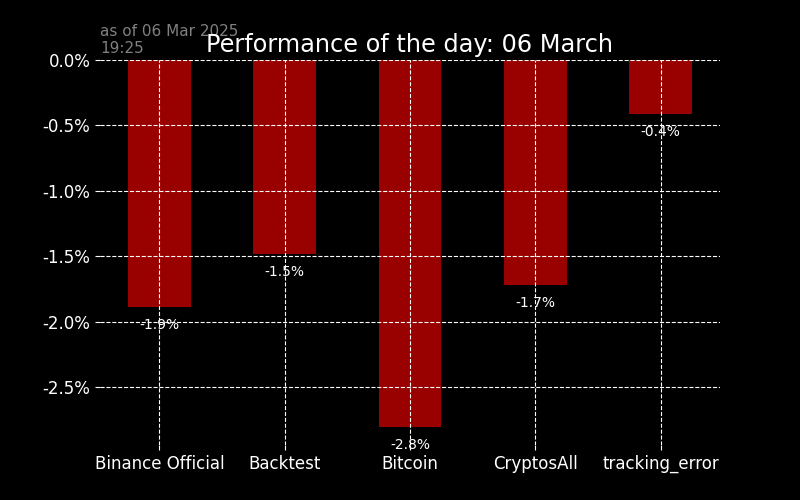 as of 06 Mar 2025
19:25
Performance of the day: 06 March
0.0%
-0.5%
-1.0%
-1.5%
-2.0%
-2.5%
-1.9%
-1.5%
-2.8%
-1.7%
-0.4%
Binance Official
Backtest
Bitcoin
CryptosAll
tracking_error